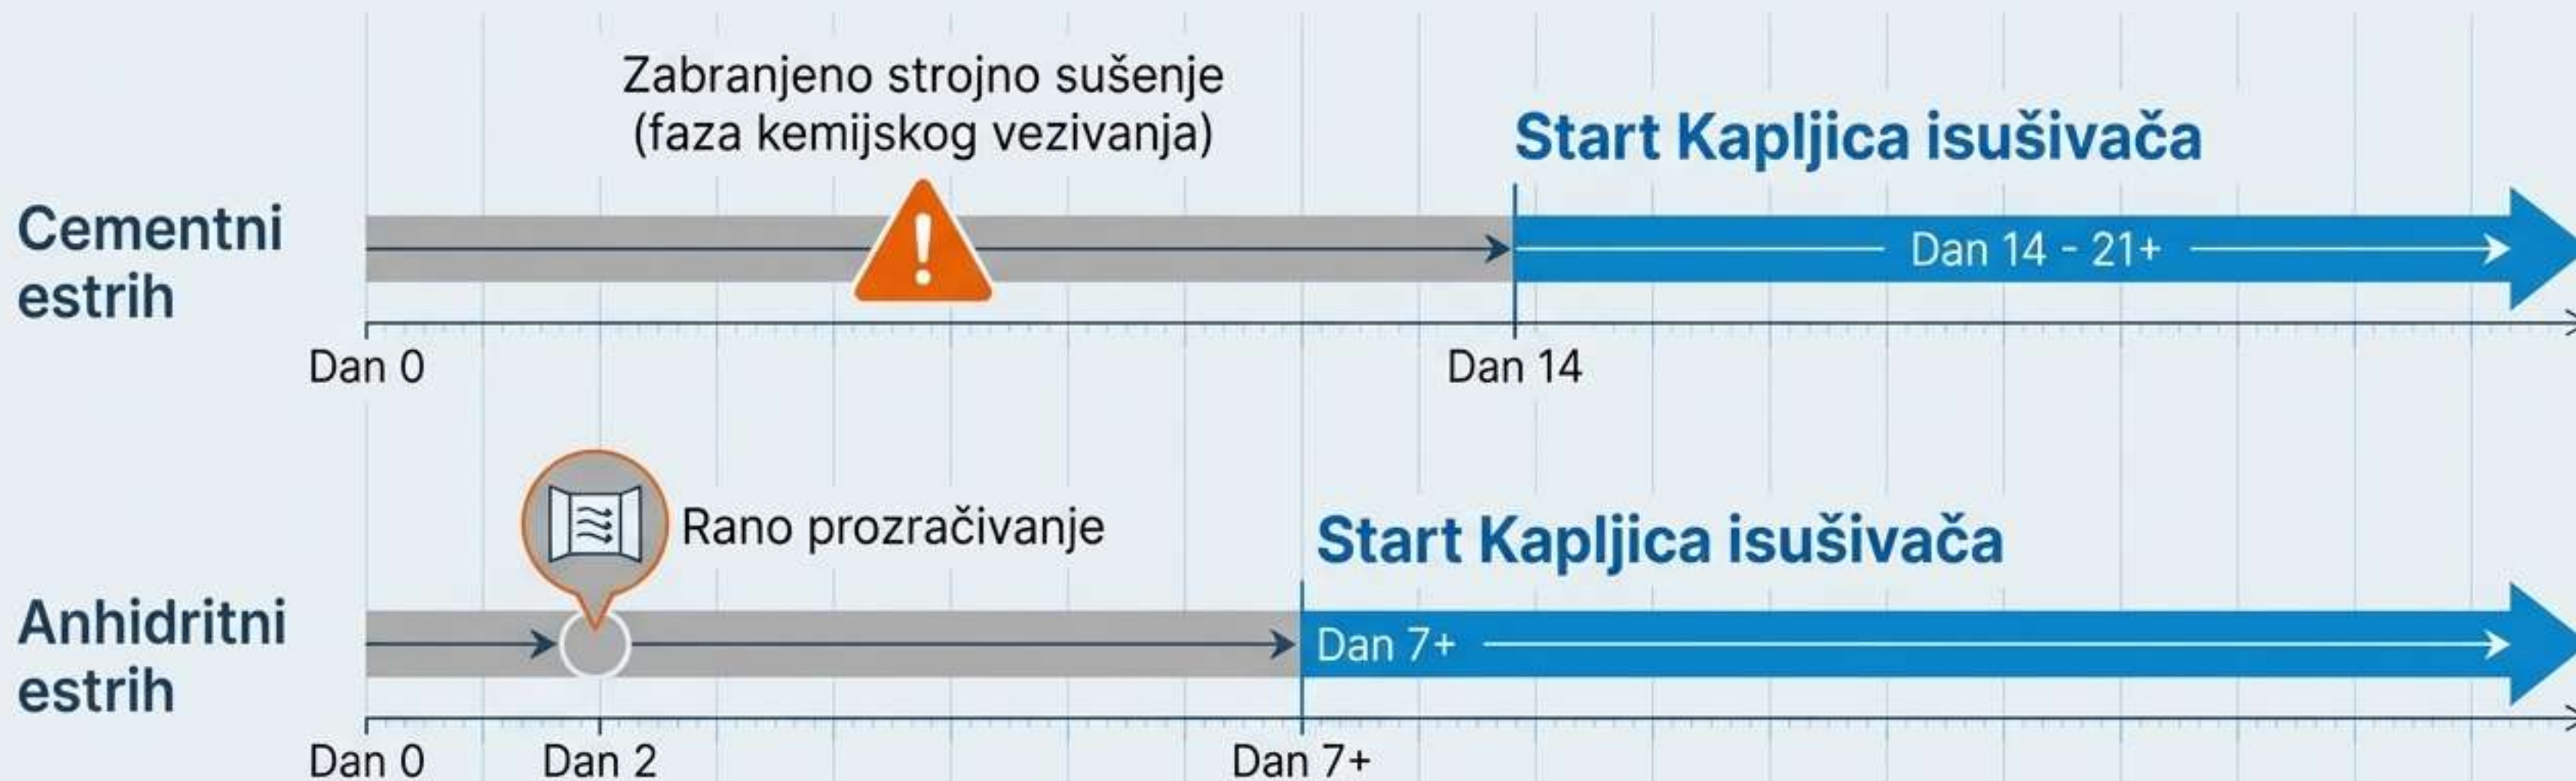 Zabranjeno strojno sušenje
(faza kemijskog vezivanja)
Start Kapljica isušivača
Cementni
estrih
Dan 14 - 21+
Dan 0
Dan 14
Rano prozračivanje
Start Kapljica isušivača
Anhidritni
estrih
Dan 7+
Dan 0
Dan 2
Dan 7+